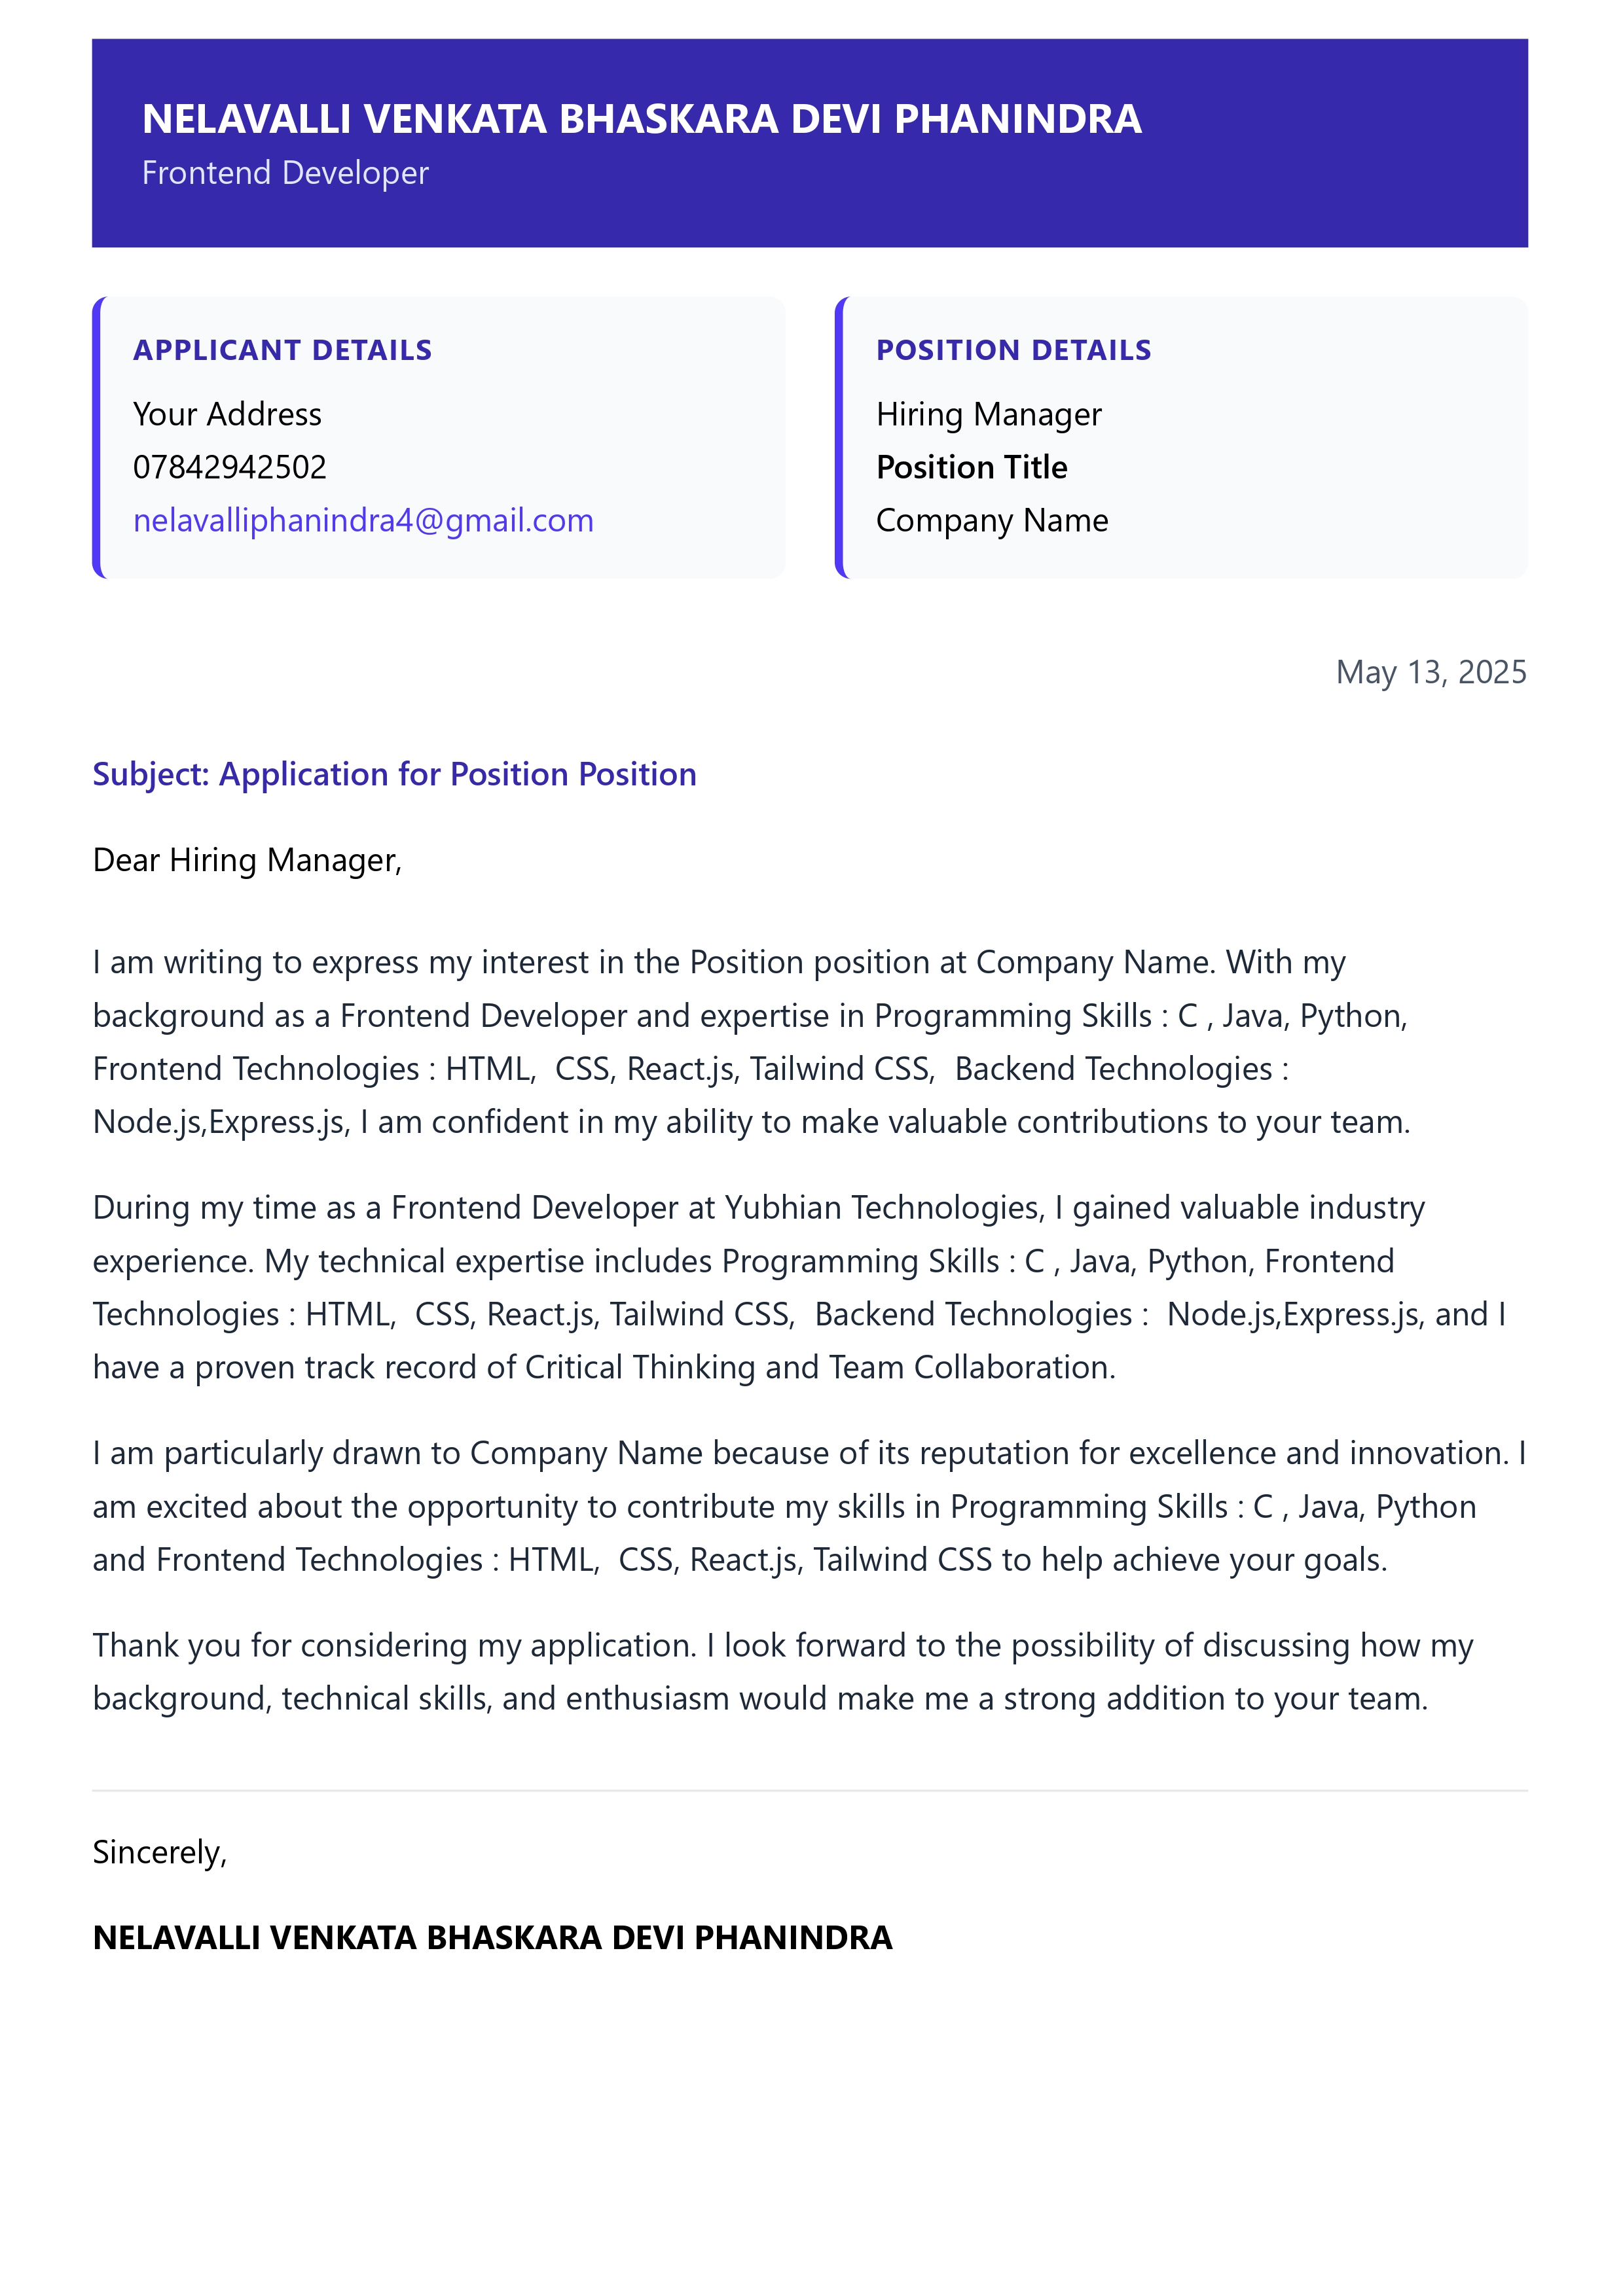 NELAVALLI VENKATA BHASKARA DEVI PHANINDRA
Frontend Developer
APPLICANT DETAILS
Your Address
07842942502
nelavalliphanindra4@gmail.com
POSITION DETAILS
Hiring Manager
Position Title
Company Name
May 13, 2025
Subject: Application for Position Position
Dear Hiring Manager,
I am writing to express my interest in the Position position at Company Name. With my
background as a Frontend Developer and expertise in Programming Skills : C , Java, Python,
Frontend Technologies : HTML,  CSS, React.js, Tailwind CSS,  Backend Technologies :
Node.js,Express.js, I am confident in my ability to make valuable contributions to your team.
During my time as a Frontend Developer at Yubhian Technologies, I gained valuable industry
experience. My technical expertise includes Programming Skills : C , Java, Python, Frontend
Technologies : HTML,  CSS, React.js, Tailwind CSS,  Backend Technologies :  Node.js,Express.js, and I
have a proven track record of Critical Thinking and Team Collaboration.
I am particularly drawn to Company Name because of its reputation for excellence and innovation. I
am excited about the opportunity to contribute my skills in Programming Skills : C , Java, Python
and Frontend Technologies : HTML,  CSS, React.js, Tailwind CSS to help achieve your goals.
Thank you for considering my application. I look forward to the possibility of discussing how my
background, technical skills, and enthusiasm would make me a strong addition to your team.
Sincerely,
NELAVALLI VENKATA BHASKARA DEVI PHANINDRA